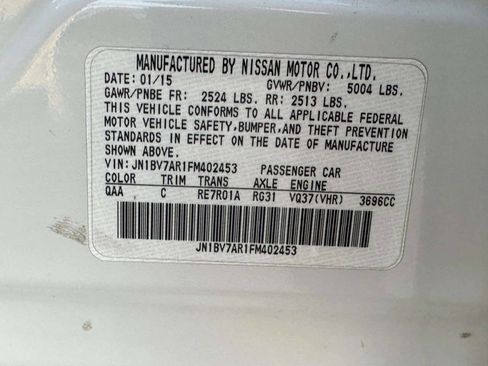 MANUFACTURED BY NISSAN MOTOR CO.,LTD.
DATE: 01/15 GVWR/PNBV: 5004 LBS.
GAWR/PNBE FR: 2524 LBS. RR: 2513 LBS.
THIS VEHICLE CONFORMS TO ALL APPLICABLE FEDERAL
MOTOR VEHICLE SAFETY,BUMPER,AND THEFT PREVENTION
STANDARDS IN EFFECT ON THE DATE OF MANUFACTURE
SHOWN ABOVE.
VIN: JN1BV7AR1FM402453 PASSENGER CAR
COLOR TRIM TRANS AXLE ENGINE
QAA C RE7R01A RG31 VQ37(VHR) 3696CC
JN1BV7AR1FM402453